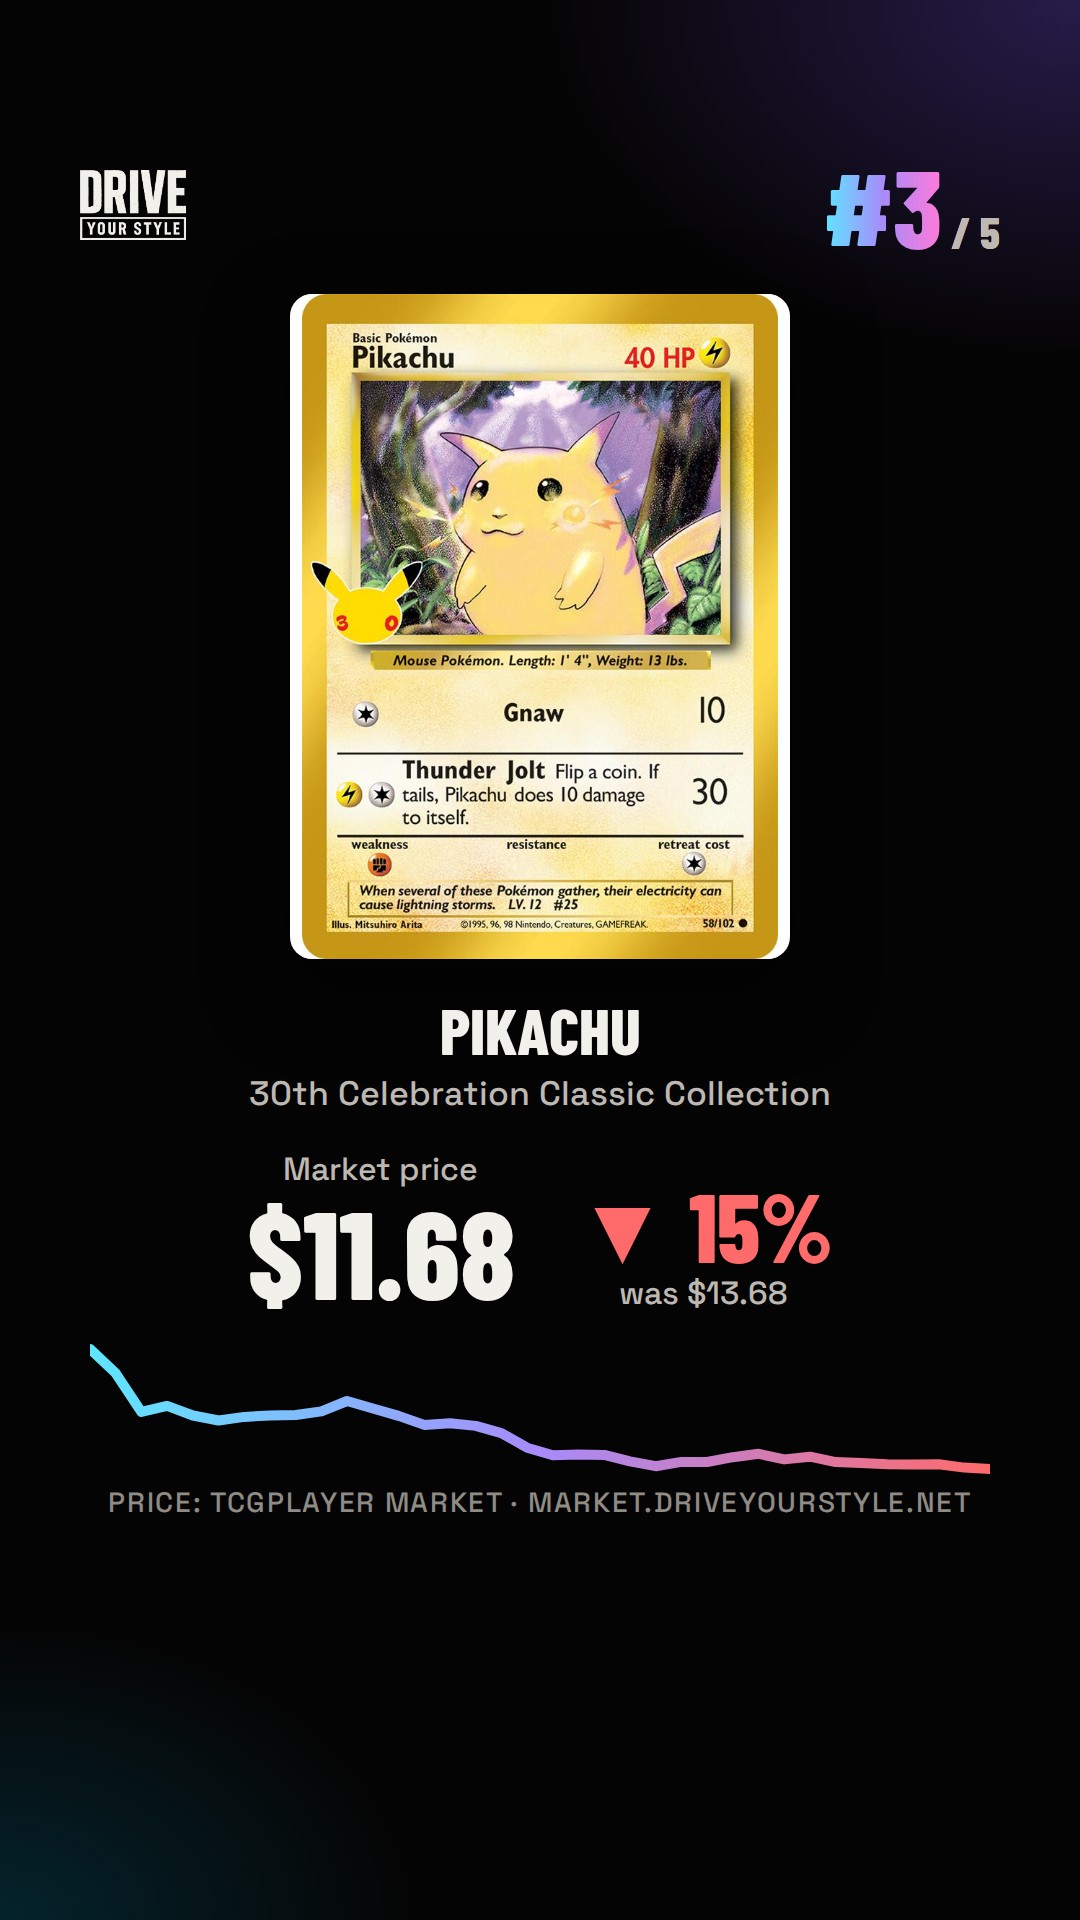 DRIVE
YOUR STYLE
#3 / 5
Basic Pokémon
Pikachu
40 HP
3 0
Mouse Pokémon. Length: 1' 4", Weight: 13 lbs.
Gnaw 10
Thunder Jolt Flip a coin. If
tails, Pikachu does 10 damage
to itself.
30
weakness resistance retreat cost
When several of these Pokémon gather, their electricity can
cause lightning storms. LV. 12 #25
Illus. Mitsuhiro Arita ©1995, 96, 98 Nintendo, Creatures, GAMEFREAK. 58/102
PIKACHU
30th Celebration Classic Collection
Market price
$11.68
▼ 15%
was $13.68
PRICE: TCGPLAYER MARKET · MARKET.DRIVEYOURSTYLE.NET